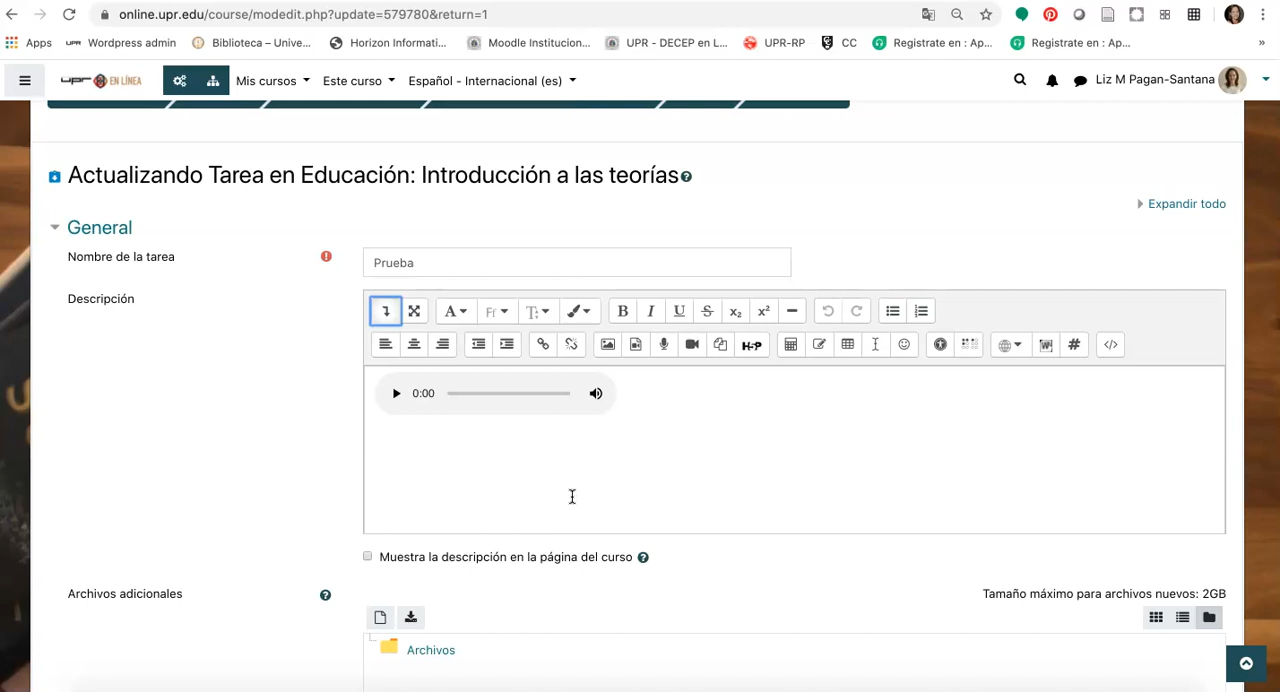 online.upr.edu/course/modedit.php?update=579780&return=1
Apps UPR Wordpress admin Biblioteca – Unive... Horizon Informati... Moodle Institucion... UPR - DECEP en L... UPR-RP CC Registrate en : Ap... Registrate en : Ap... »
upr EN LÍNEA Mis cursos Este curso Español - Internacional (es) Liz M Pagan-Santana
Actualizando Tarea en Educación: Introducción a las teorías
Expandir todo
General
Nombre de la tarea
Prueba
Descripción
A Ff T B I U S x₂ x²
H-P W # </>
0:00
Muestra la descripción en la página del curso
Archivos adicionales
Tamaño máximo para archivos nuevos: 2GB
Archivos